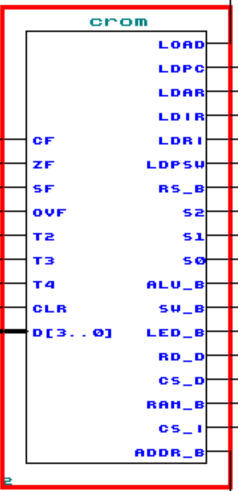 crom
LOAD
LDPC
LDAR
LDIR
CF LDRI
ZF LDPSW
SF RS_B
OVF S2
T2 S1
T3 S0
T4 ALU_B
CLR SW_B
D[3..0] LED_B
RD_D
CS_D
RAM_B
CS_I
ADDR_B
2